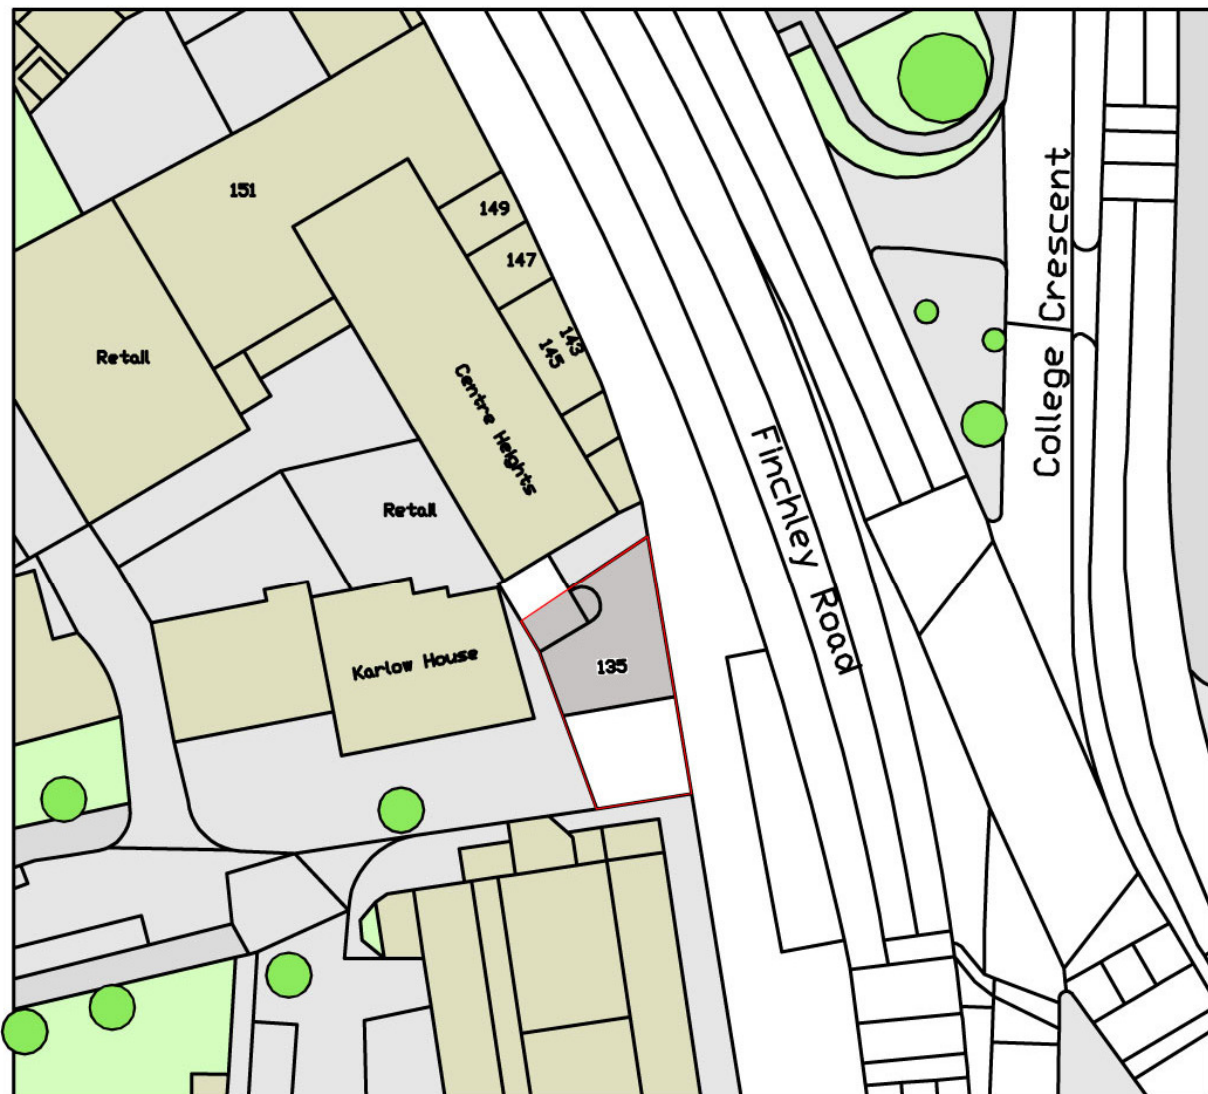 151
149
147
143
145
Retail
Centre Heights
College Crescent
Finchley Road
Retail
Karlow House
135